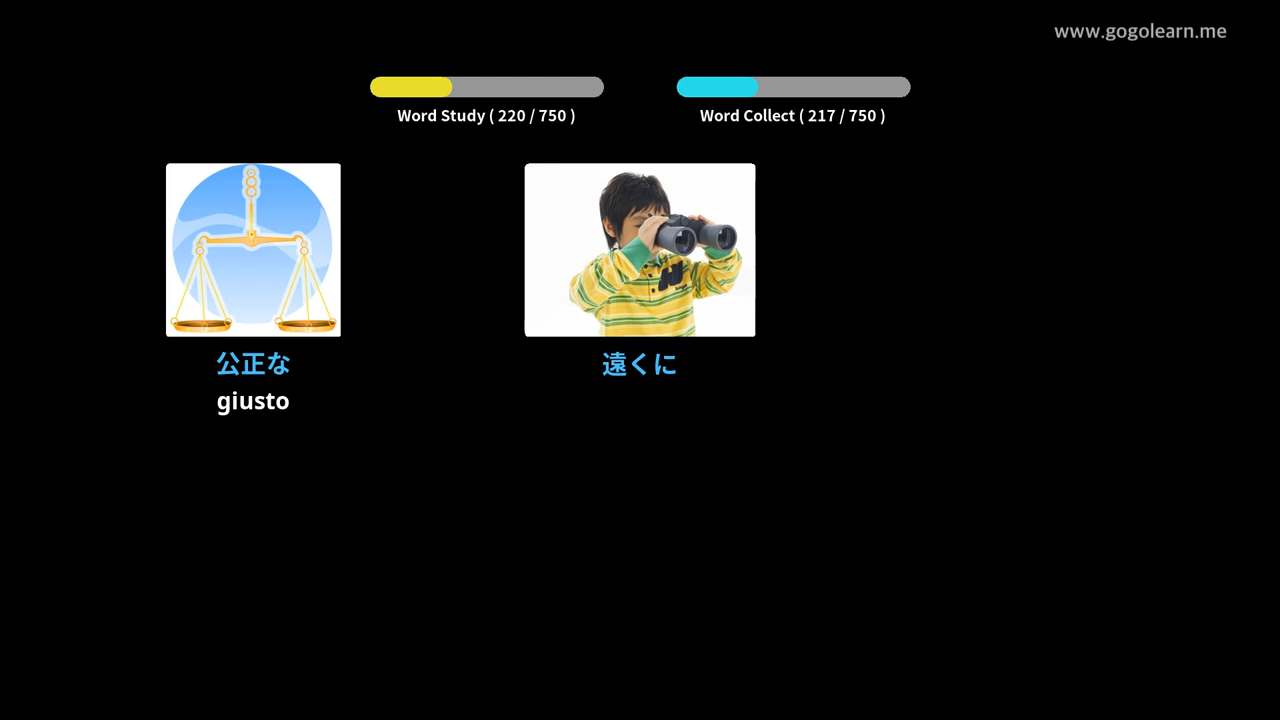 www.gogolearn.me
Word Study ( 220 / 750 )
Word Collect ( 217 / 750 )
公正な
giusto
遠くに